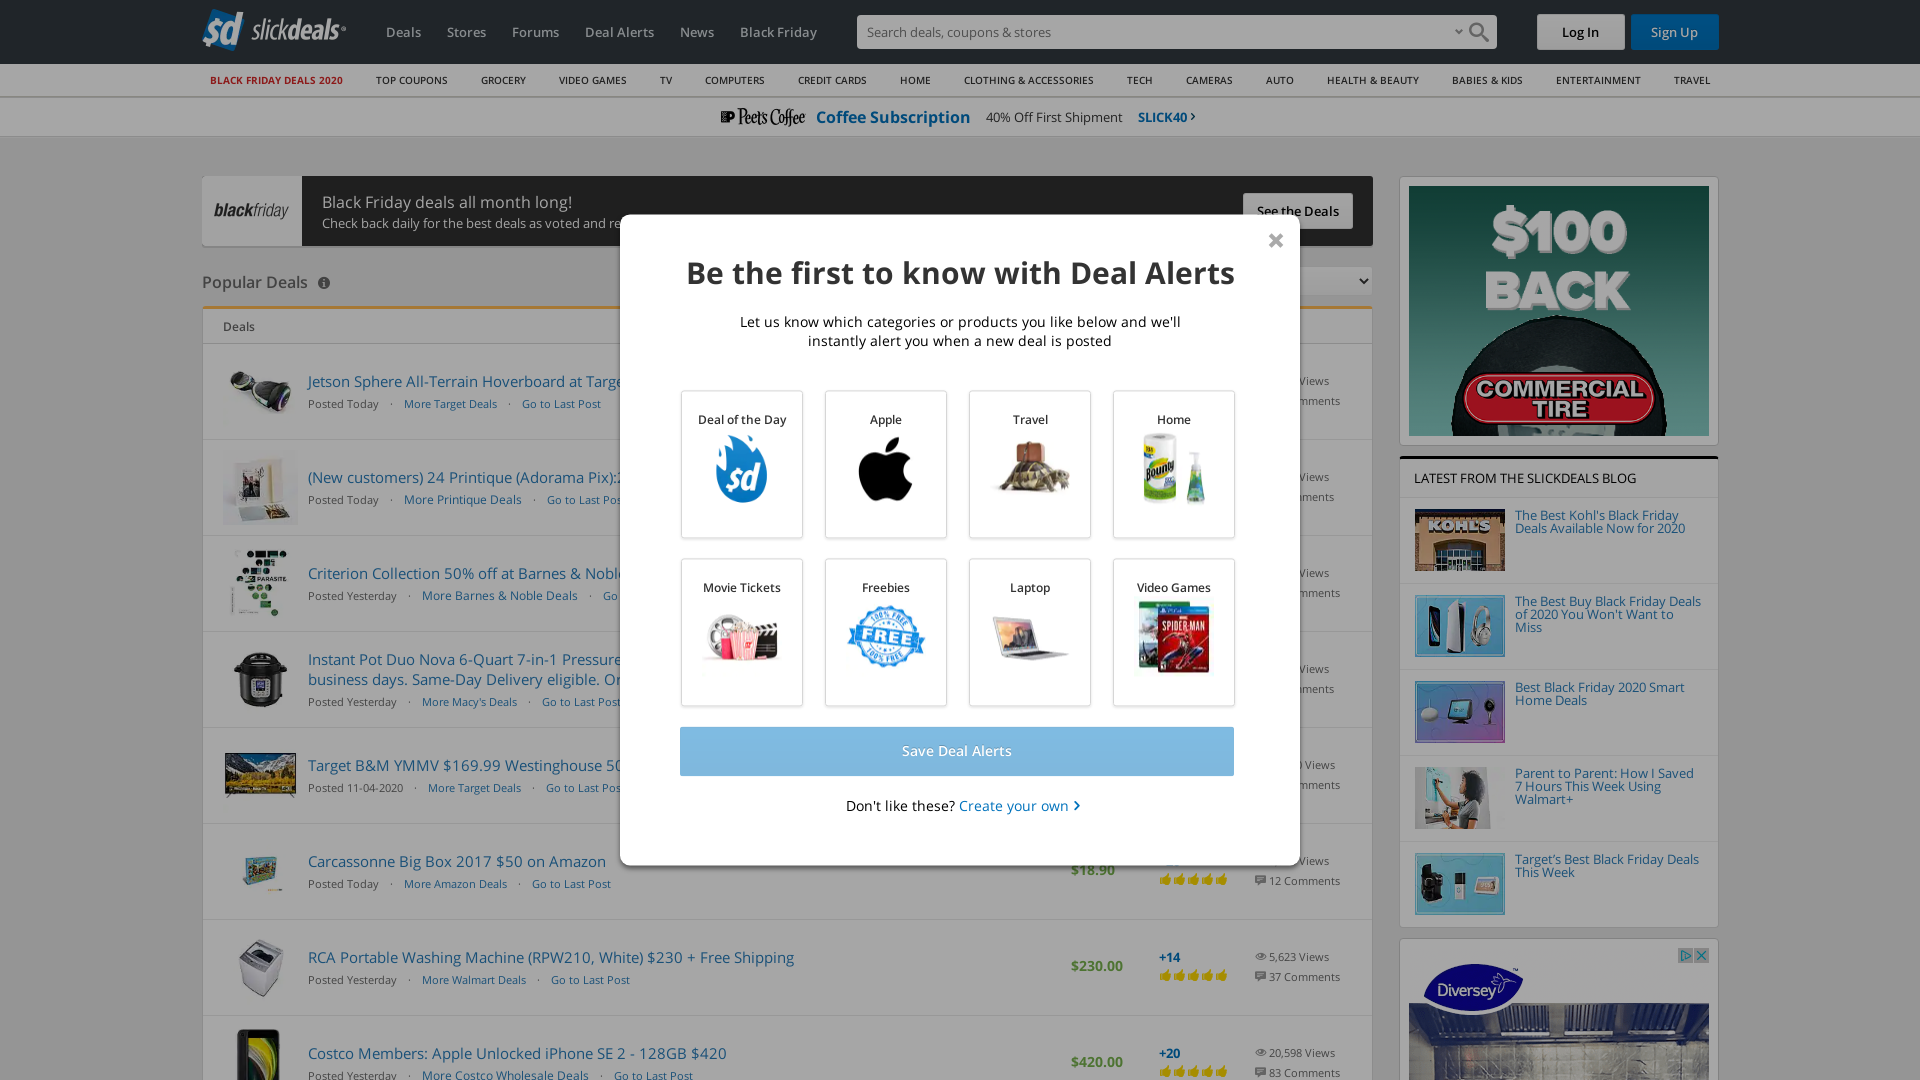 sd slickdeals
Deals
Stores
Forums
Deal Alerts
News
Black Friday
Search deals, coupons & stores
Log In
Sign Up
BLACK FRIDAY DEALS 2020
TOP COUPONS
GROCERY
VIDEO GAMES
TV
COMPUTERS
CREDIT CARDS
HOME
CLOTHING & ACCESSORIES
TECH
CAMERAS
AUTO
HEALTH & BEAUTY
BABIES & KIDS
ENTERTAINMENT
TRAVEL
Peet's Coffee
Coffee Subscription
40% Off First Shipment
SLICK40
blackfriday
Black Friday deals all month long!
Check back daily for the best deals as voted and
See the Deals
Popular Deals
Deals
Jetson Sphere All-Terrain Hoverboard at
Posted Today · More Target Deals · Go to Last Post
Views
(New customers) 24 Printique (Adorama Pix)
Posted Today · More Printique Deals · Go to Last
Views
Criterion Collection 50% off at Barnes &
Posted Yesterday · More Barnes & Noble Deals · Go
Views
Instant Pot Duo Nova 6-Quart 7-in-1 Pressure
business days. Same-Day Delivery eligible.
Posted Yesterday · More Macy's Deals · Go to Last Post
Views
Target B&M YMMV $169.99 Westinghouse
Posted 11-04-2020 · More Target Deals · Go to Last
Views
Carcassonne Big Box 2017 $50 on Amazon
Posted Today · More Amazon Deals · Go to Last Post
$18.90
Views
12 Comments
RCA Portable Washing Machine (RPW210, White) $230 + Free Shipping
Posted Yesterday · More Walmart Deals · Go to Last Post
$230.00
+14
5,623 Views
37 Comments
Costco Members: Apple Unlocked iPhone SE 2 - 128GB $420
Posted Yesterday · More Costco Wholesale Deals · Go to Last Post
$420.00
+20
20,598 Views
83 Comments
Be the first to know with Deal Alerts
Let us know which categories or products you like below and we'll
instantly alert you when a new deal is posted
Deal of the Day
sd
Apple
Travel
Home
Bounty
Movie Tickets
Freebies
100% FREE
FREE
100% FREE
Laptop
Video Games
SPIDER-MAN
Save Deal Alerts
Don't like these? Create your own
$100
BACK
COMMERCIAL
TIRE
LATEST FROM THE SLICKDEALS BLOG
KOHL'S
The Best Kohl's Black Friday
Deals Available Now for 2020
The Best Buy Black Friday Deals
of 2020 You Won't Want to
Miss
Best Black Friday 2020 Smart
Home Deals
Parent to Parent: How I Saved
7 Hours This Week Using
Walmart+
Target's Best Black Friday Deals
This Week
Diversey